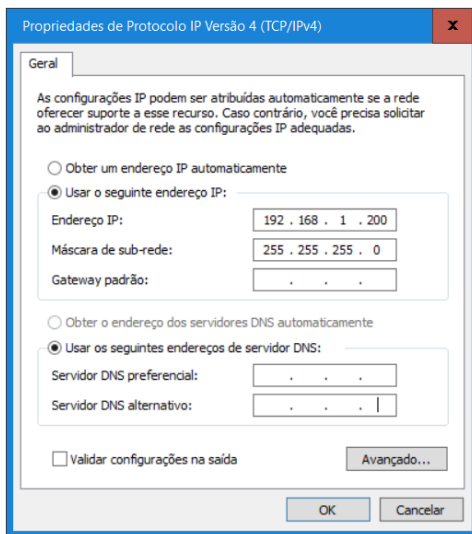 Propriedades de Protocolo IP Versão 4 (TCP/IPv4)
x
Geral
As configurações IP podem ser atribuídas automaticamente se a rede
oferecer suporte a esse recurso. Caso contrário, você precisa solicitar
ao administrador de rede as configurações IP adequadas.
Obter um endereço IP automaticamente
Usar o seguinte endereço IP:
Endereço IP: 192 . 168 . 1 . 200
Máscara de sub-rede: 255 . 255 . 255 . 0
Gateway padrão: . . .
Obter o endereço dos servidores DNS automaticamente
Usar os seguintes endereços de servidor DNS:
Servidor DNS preferencial: . . .
Servidor DNS alternativo: . . .
Validar configurações na saída Avançado...
OK Cancelar